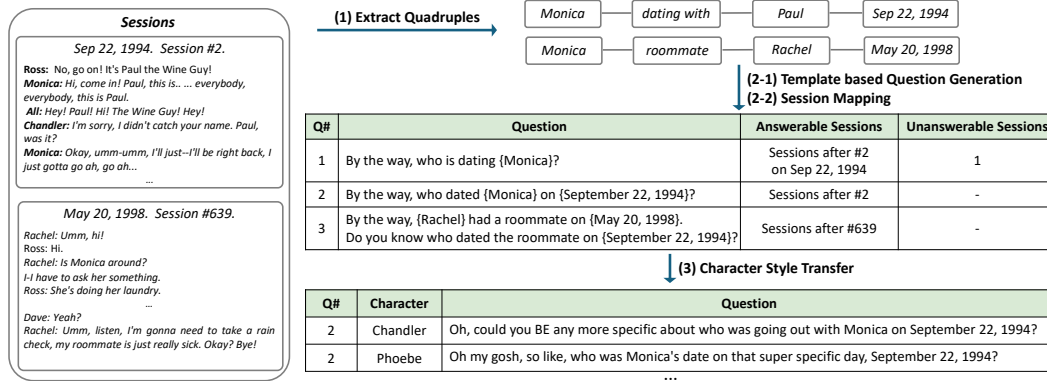 Sessions
Sep 22, 1994. Session #2.
Ross: No, go on! It's Paul the Wine Guy!
Monica: Hi, come in! Paul, this is.. ... everybody,
everybody, this is Paul.
All: Hey! Paul! Hi! The Wine Guy! Hey!
Chandler: I'm sorry, I didn't catch your name. Paul,
was it?
Monica: Okay, umm-umm, I'll just--I'll be right back, I
just gotta go ah, go ah...
...
May 20, 1998. Session #639.
Rachel: Umm, hi!
Ross: Hi.
Rachel: Is Monica around?
I-I have to ask her something.
Ross: She's doing her laundry.
...
Dave: Yeah?
Rachel: Umm, listen, I'm gonna need to take a rain
check, my roommate is just really sick. Okay? Bye!
(1) Extract Quadruples
Monica dating with Paul Sep 22, 1994
Monica roommate Rachel May 20, 1998
(2-1) Template based Question Generation
(2-2) Session Mapping
Q# Question Answerable Sessions Unanswerable Sessions
1 By the way, who is dating {Monica}? Sessions after #2 on Sep 22, 1994 1
2 By the way, who dated {Monica} on {September 22, 1994}? Sessions after #2 -
3 By the way, {Rachel} had a roommate on {May 20, 1998}.
Do you know who dated the roommate on {September 22, 1994}? Sessions after #639 -
(3) Character Style Transfer
Q# Character Question
2 Chandler Oh, could you BE any more specific about who was going out with Monica on September 22, 1994?
2 Phoebe Oh my gosh, so like, who was Monica's date on that super specific day, September 22, 1994?
...